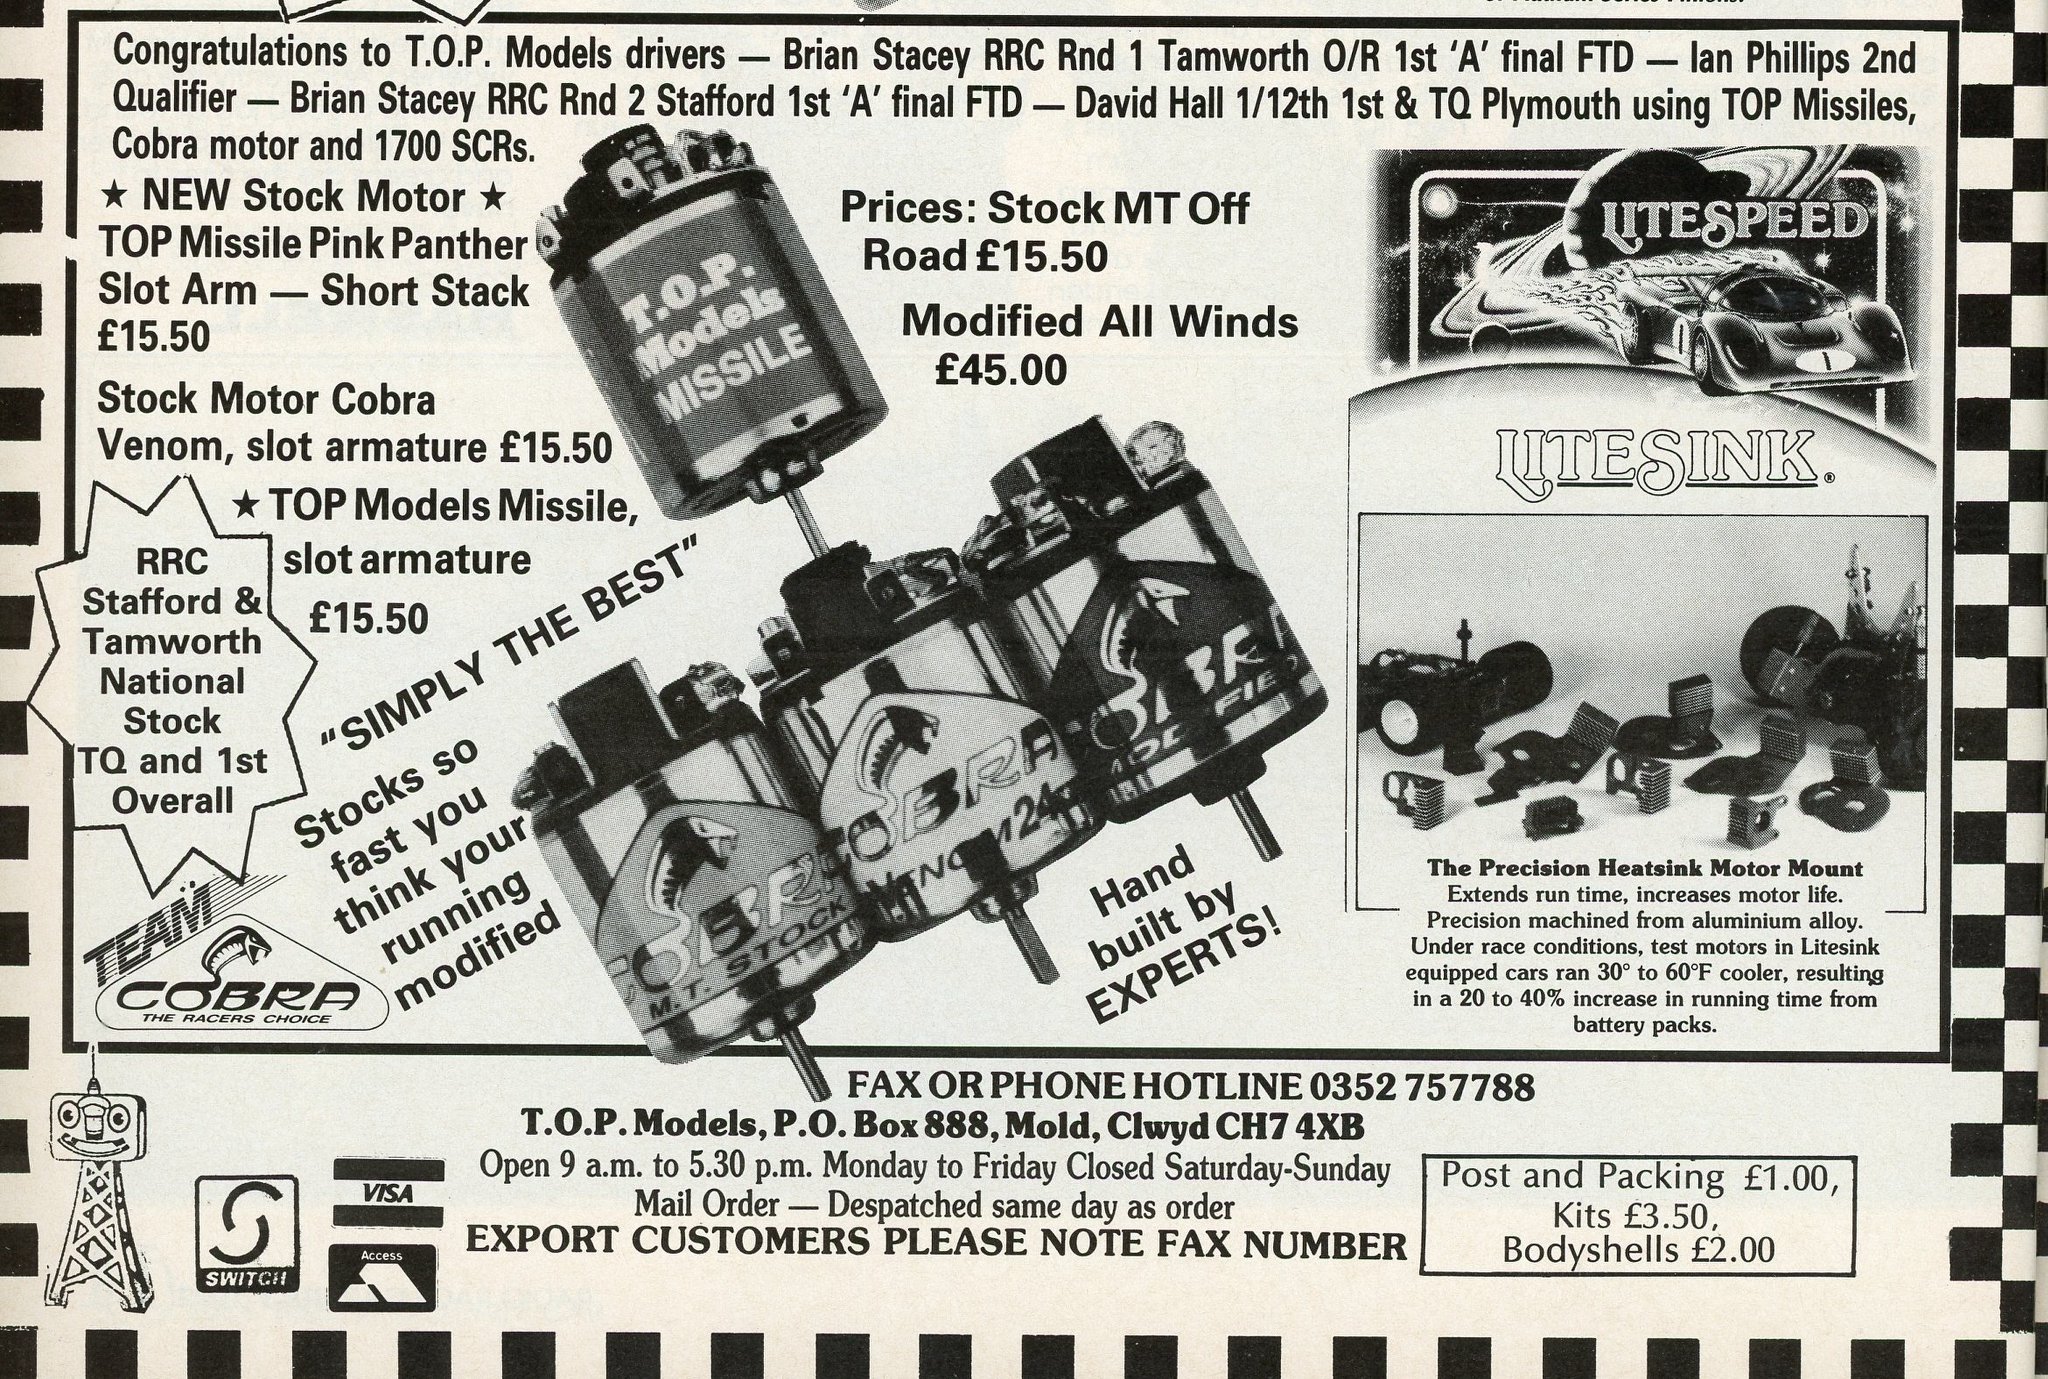 Congratulations to T.O.P. Models drivers — Brian Stacey RRC Rnd 1 Tamworth O/R 1st ‘A’ final FTD — Ian Phillips 2nd
Qualifier — Brian Stacey RRC Rnd 2 Stafford 1st ‘A’ final FTD — David Hall 1/12th 1st & TQ Plymouth using TOP Missiles,
Cobra motor and 1700 SCRs.
★ NEW Stock Motor ★
TOP Missile Pink Panther
Slot Arm — Short Stack
£15.50
Stock Motor Cobra
Venom, slot armature £15.50
★ TOP Models Missile,
slot armature
£15.50
RRC
Stafford &
Tamworth
National
Stock
TQ and 1st
Overall
TEAM
COBRA
THE RACERS CHOICE
"SIMPLY THE BEST"
Stocks so
fast you
think your
running
modified
T.O.P.
Models
MISSILE
Prices: Stock MT Off
Road £15.50
Modified All Winds
£45.00
COBRA
M.T. STOCK
COBRA
VENOM 24
Hand
built by
EXPERTS!
LITESPEED
1
1
LITESINK®
The Precision Heatsink Motor Mount
Extends run time, increases motor life.
Precision machined from aluminium alloy.
Under race conditions, test motors in Litesink
equipped cars ran 30° to 60°F cooler, resulting
in a 20 to 40% increase in running time from
battery packs.
FAX OR PHONE HOTLINE 0352 757788
T.O.P. Models, P.O. Box 888, Mold, Clwyd CH7 4XB
Open 9 a.m. to 5.30 p.m. Monday to Friday Closed Saturday-Sunday
Mail Order — Despatched same day as order
EXPORT CUSTOMERS PLEASE NOTE FAX NUMBER
SWITCH
VISA
Access
Post and Packing £1.00,
Kits £3.50,
Bodyshells £2.00